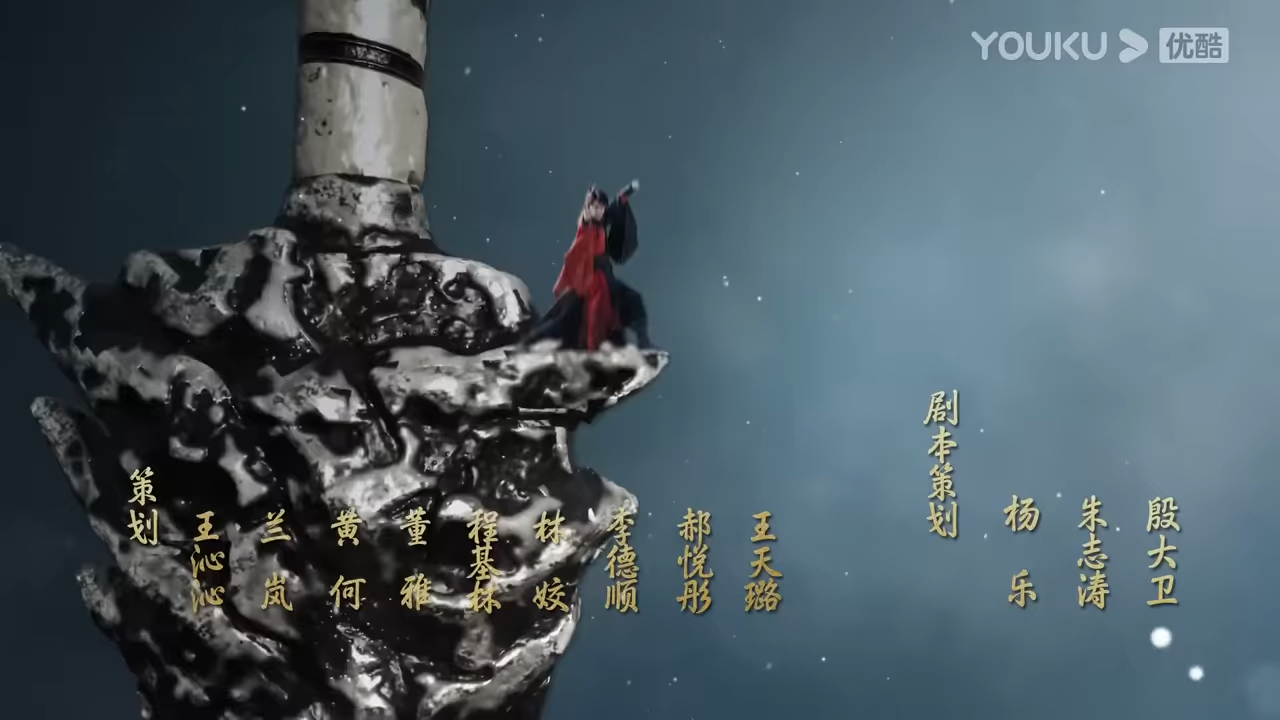 YOUKU 优酷
策划
王沁沁
兰岚
黄何
董雅
程基林
林姣
李德顺
郝悦彤
王天璐
剧本策划
杨乐
朱志涛
殷大卫